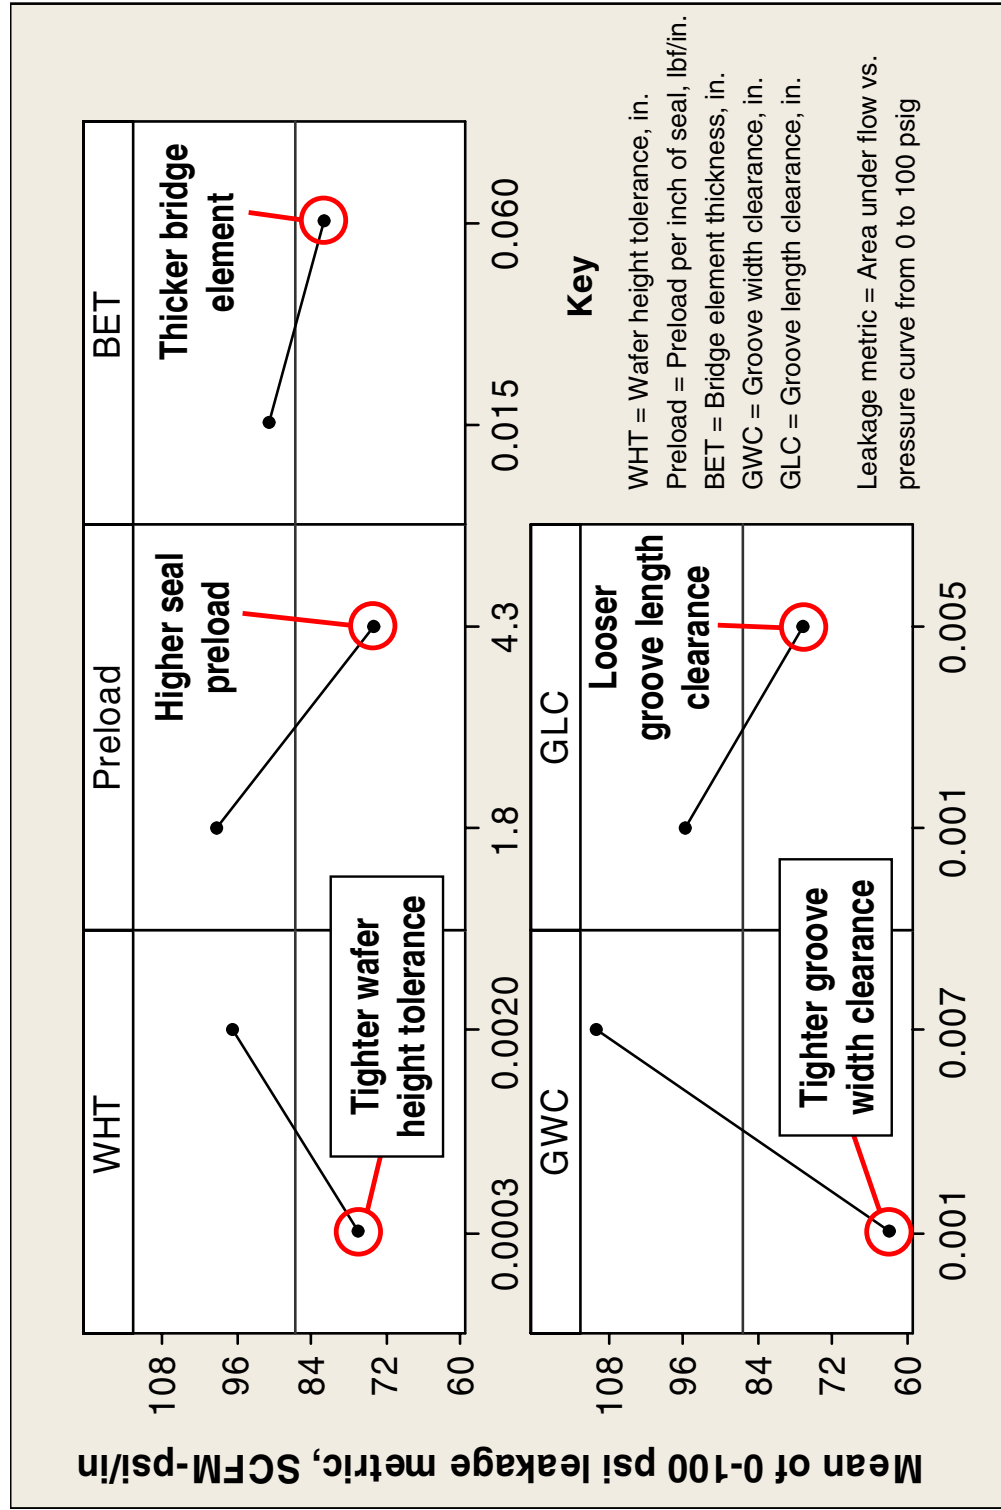 Mean of 0-100 psi leakage metric, SCFM-psi/in
WHT
Preload
BET
108
96
84
72
60
Tighter wafer
height tolerance
Higher seal
preload
Thicker bridge
element
0.0003
0.0020
1.8
4.3
0.015
0.060
GWC
GLC
108
96
84
72
60
Tighter groove
width clearance
Looser
groove length
clearance
0.001
0.007
0.001
0.005
Key
WHT = Wafer height tolerance, in.
Preload = Preload per inch of seal, lbf/in.
BET = Bridge element thickness, in.
GWC = Groove width clearance, in.
GLC = Groove length clearance, in.
Leakage metric = Area under flow vs.
pressure curve from 0 to 100 psig